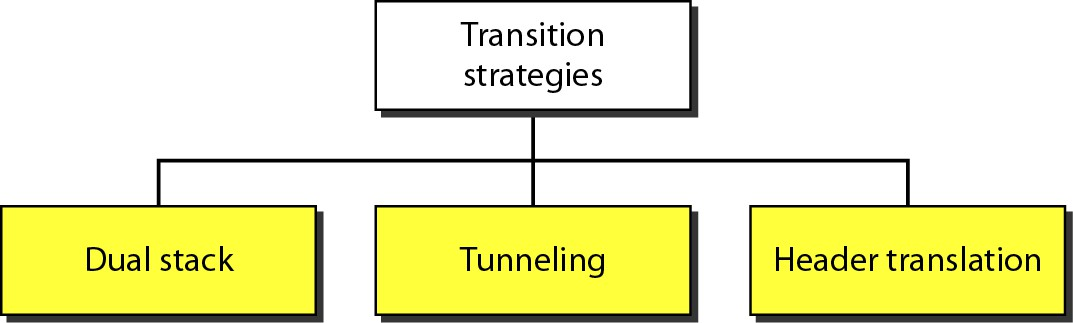 Transition
strategies
Dual stack
Tunneling
Header translation